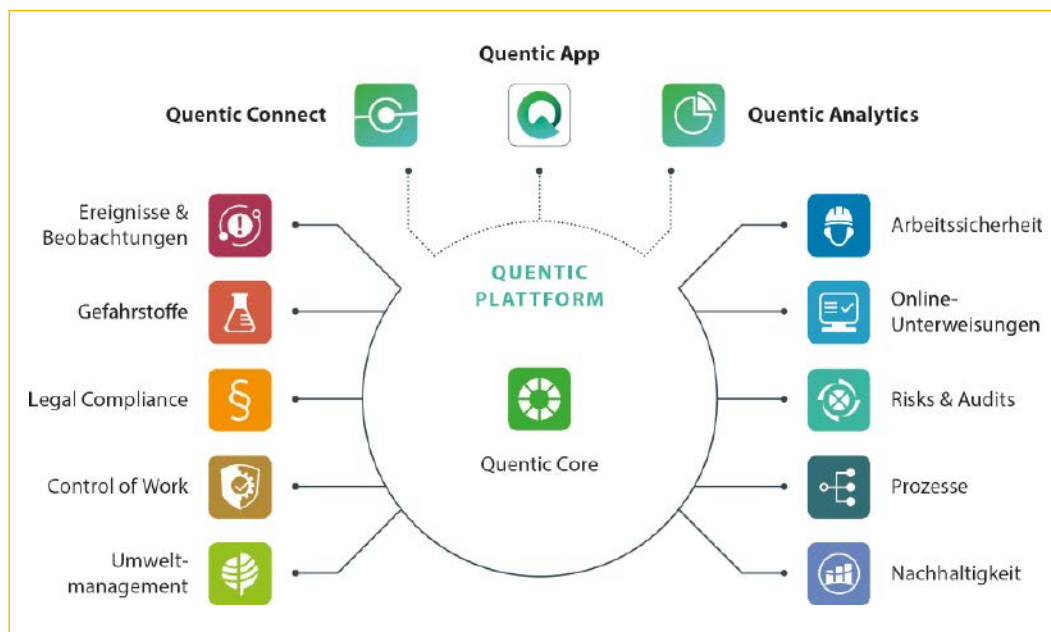 Quentic App
Quentic Connect
Quentic Analytics
Ereignisse &
Beobachtungen
Gefahrstoffe
Legal Compliance
Control of Work
Umwelt-
management
QUENTIC
PLATTFORM
Quentic Core
Arbeitssicherheit
Online-
Unterweisungen
Risks & Audits
Prozesse
Nachhaltigkeit